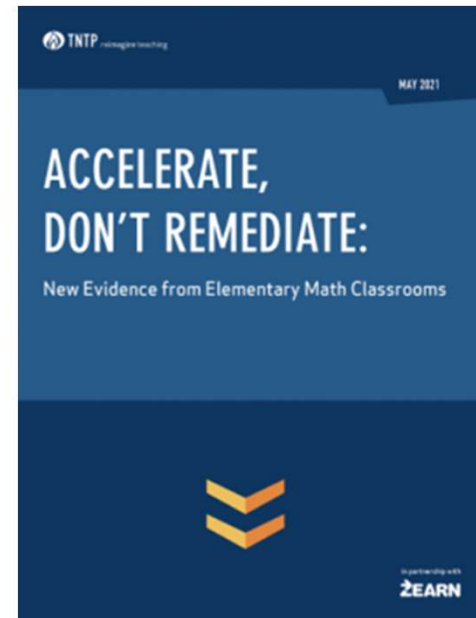 TNTP reimagine teaching
MAY 2021
ACCELERATE,
DON'T REMEDIATE:
New Evidence from Elementary Math Classrooms
in partnership with
ZEARN